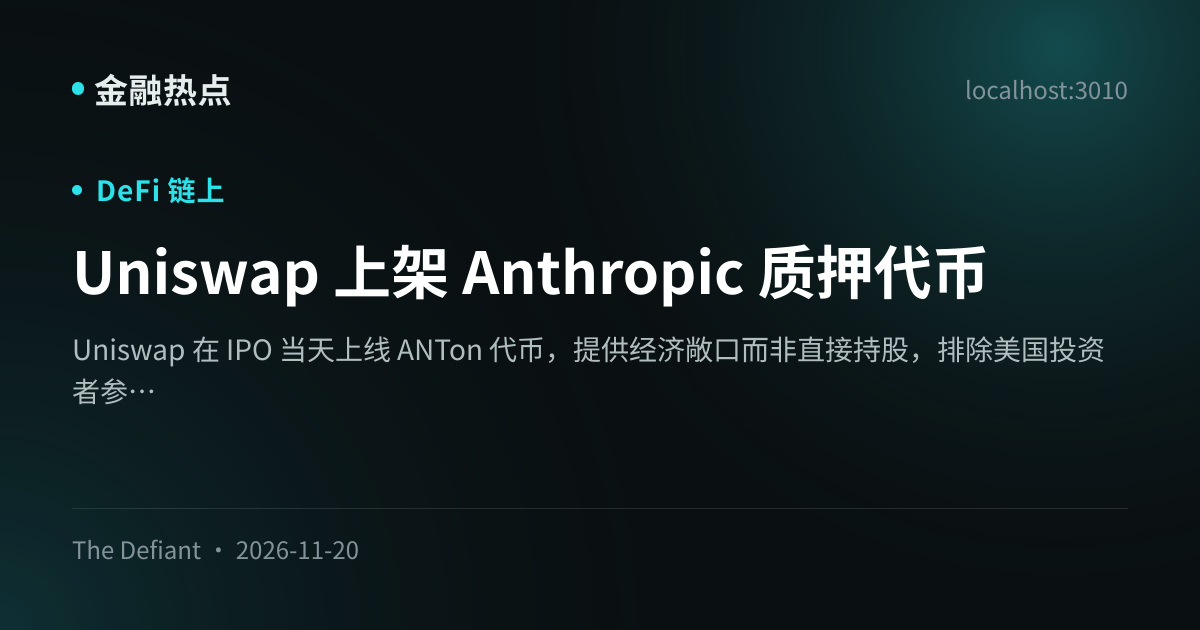 金融热点
localhost:3010
DeFi 链上
Uniswap 上架 Anthropic 质押代币
Uniswap 在 IPO 当天上线 ANTon 代币，提供经济敞口而非直接持股，排除美国投资
者参…
The Defiant · 2026-11-20